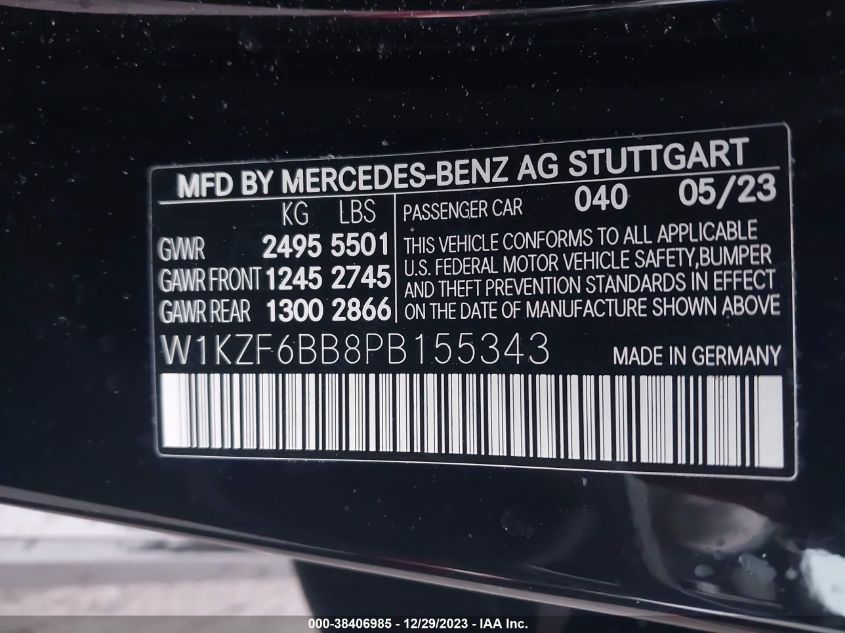 MFD BY MERCEDES-BENZ AG STUTTGART
KG LBS
GVWR 2495 5501
GAWR FRONT 1245 2745
GAWR REAR 1300 2866
PASSENGER CAR 040 05/23
THIS VEHICLE CONFORMS TO ALL APPLICABLE
U.S. FEDERAL MOTOR VEHICLE SAFETY,BUMPER
AND THEFT PREVENTION STANDARDS IN EFFECT
ON THE DATE OF MANUFACTURE SHOWN ABOVE
W1KZF6BB8PB155343 MADE IN GERMANY
000-38406985 - 12/29/2023 - IAA Inc.